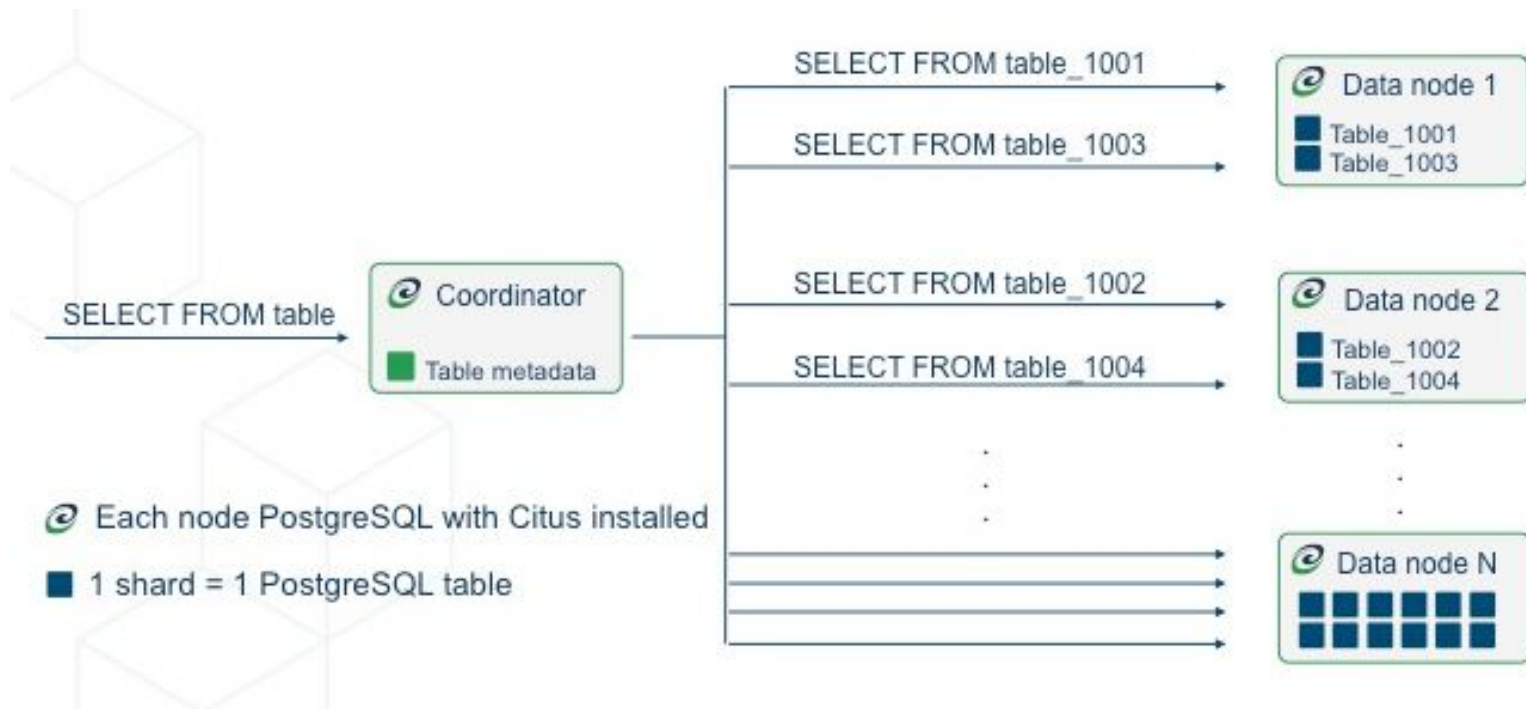 SELECT FROM table_1001
Data node 1
Table_1001
SELECT FROM table_1003
Table_1003
SELECT FROM table
Coordinator
Table metadata
SELECT FROM table_1002
Data node 2
Table_1002
SELECT FROM table_1004
Table_1004
Each node PostgreSQL with Citus installed
1 shard = 1 PostgreSQL table
Data node N